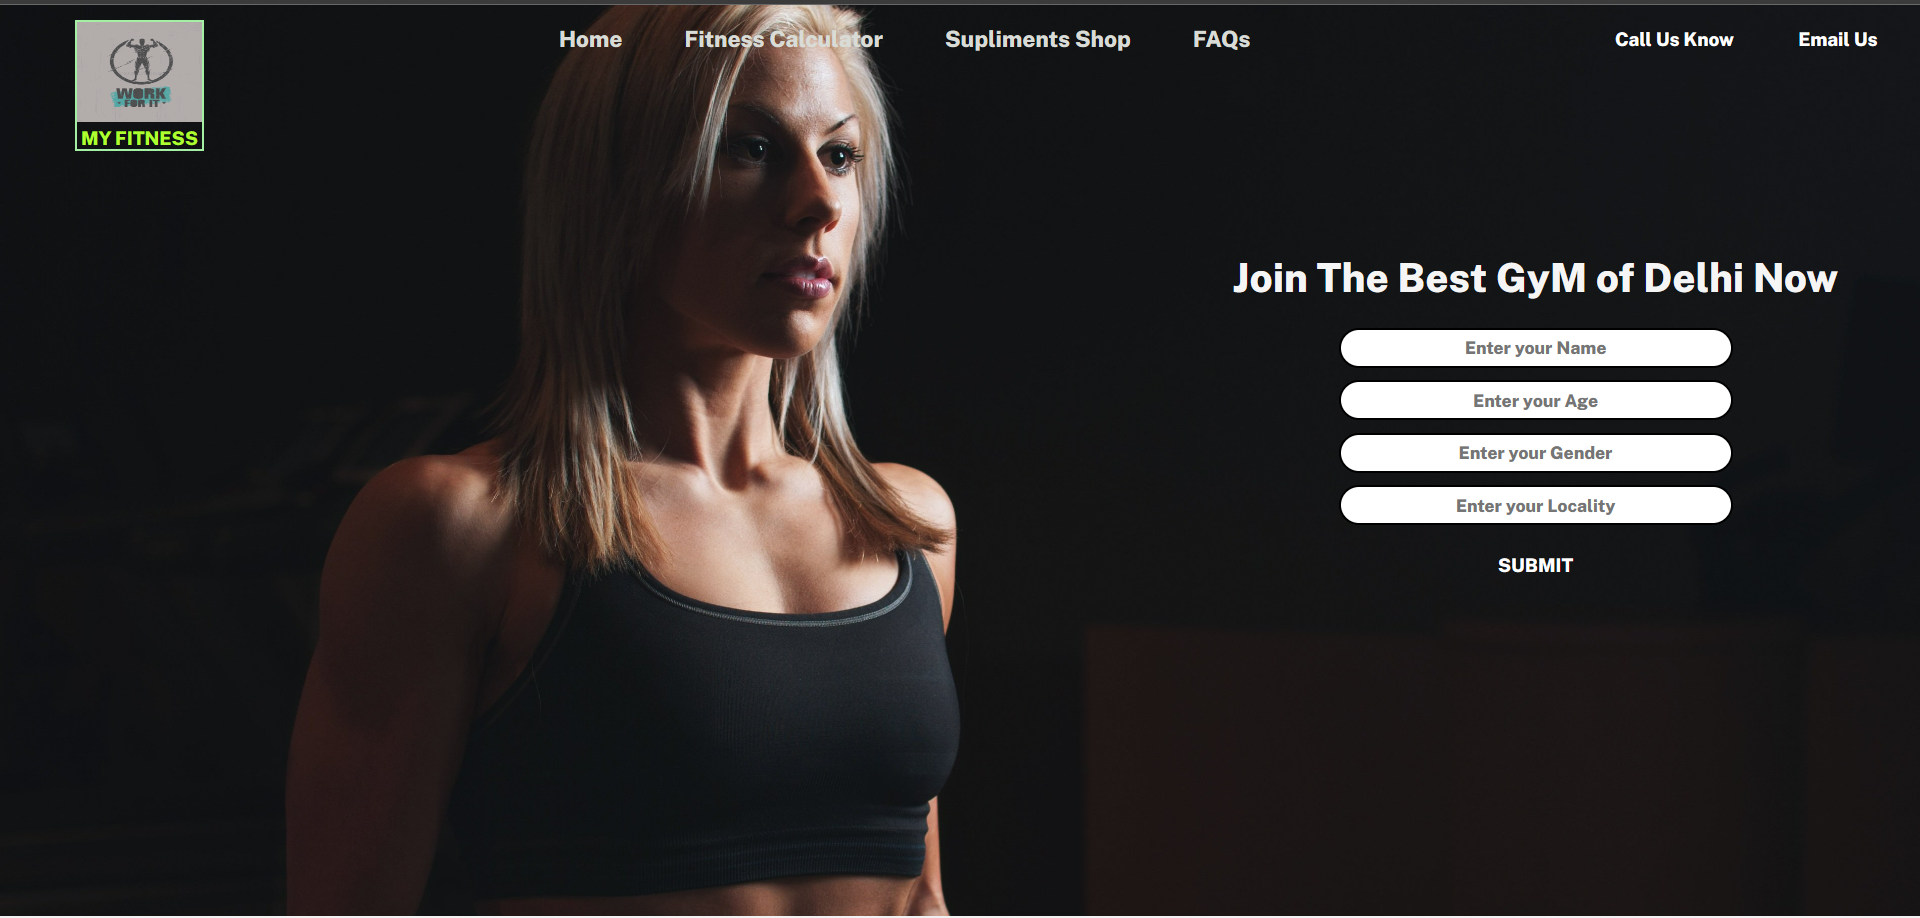 WORK
FOR IT
MY FITNESS
Home
Fitness Calculator
Supliments Shop
FAQs
Call Us Know
Email Us
Join The Best GyM of Delhi Now
Enter your Name
Enter your Age
Enter your Gender
Enter your Locality
SUBMIT